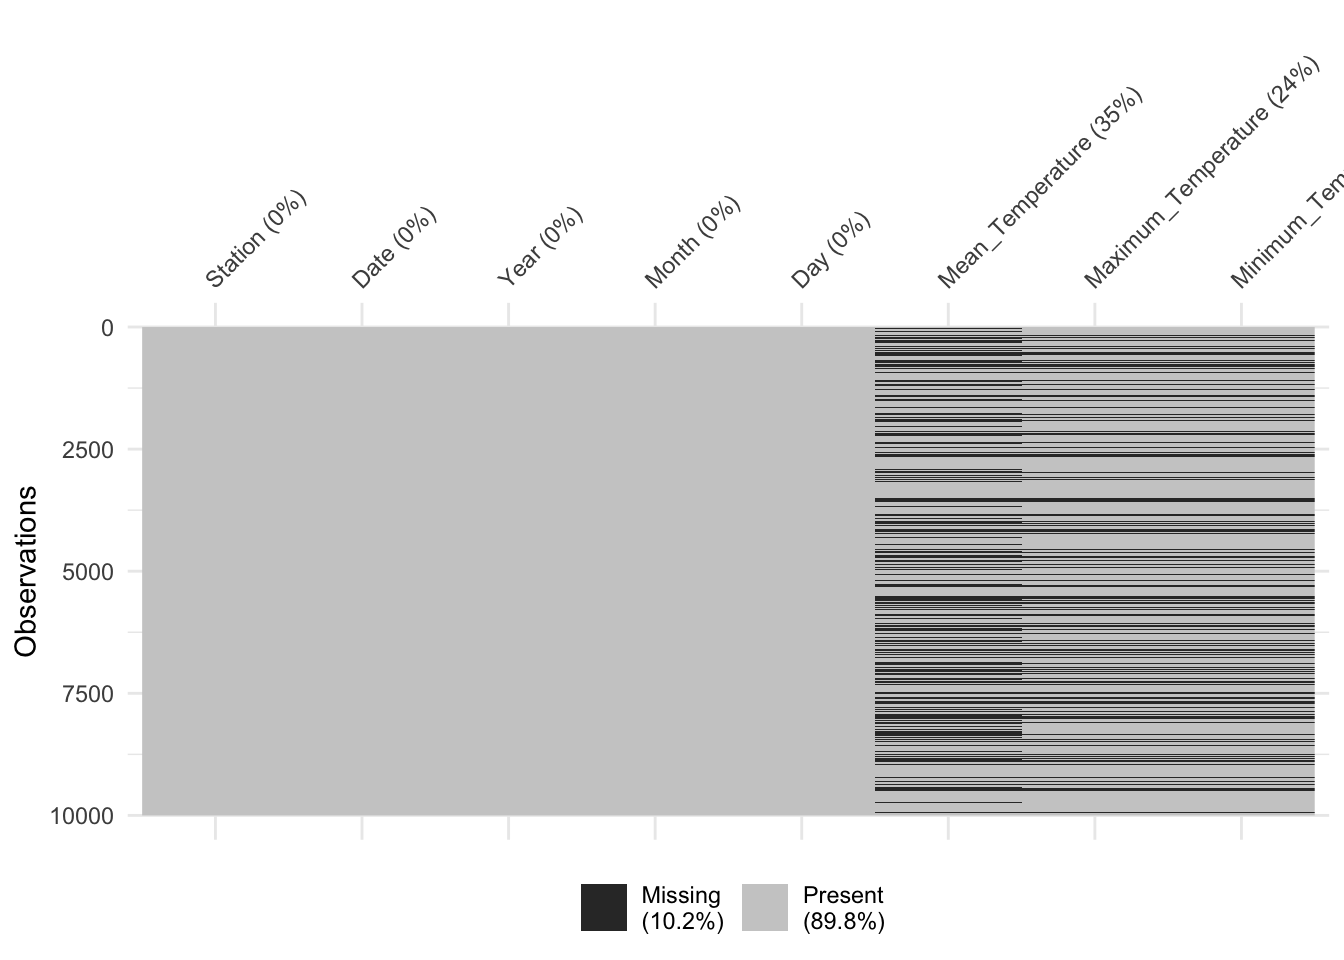 Station (0%)
Date (0%)
Year (0%)
Month (0%)
Day (0%)
Mean_Temperature (35%)
Maximum_Temperature (24%)
Minimum_Tem
0
2500
5000
7500
10000
Observations
Missing
(10.2%)
Present
(89.8%)